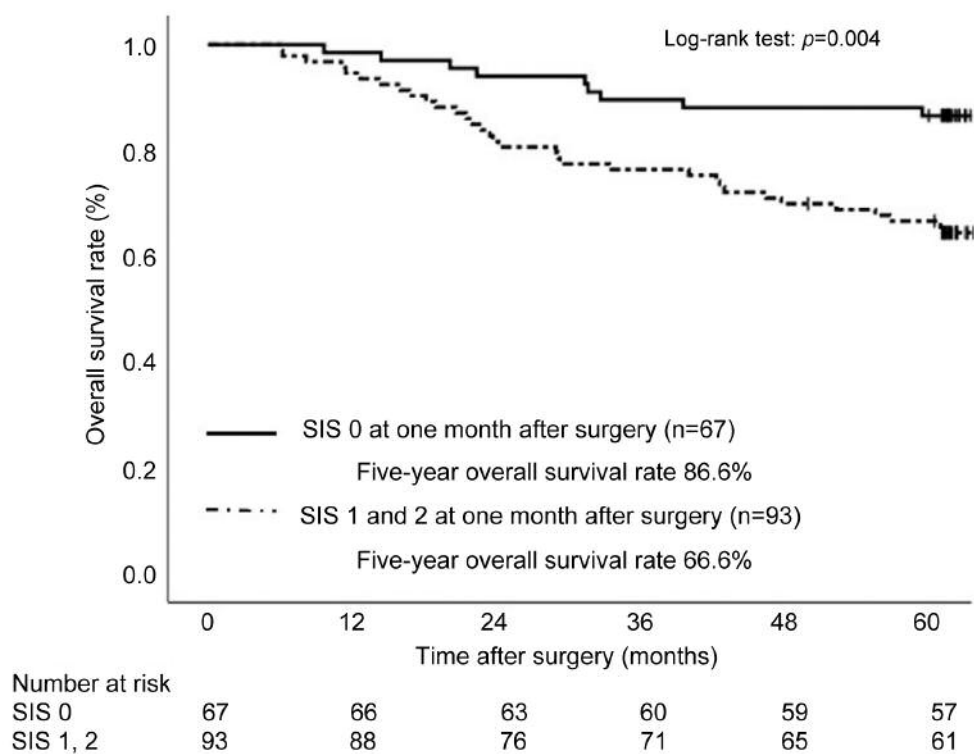 Log-rank test: p=0.004
Overall survival rate (%)
1.0
0.8
0.6
0.4
0.2
0.0
SIS 0 at one month after surgery (n=67)
Five-year overall survival rate 86.6%
SIS 1 and 2 at one month after surgery (n=93)
Five-year overall survival rate 66.6%
0 12 24 36 48 60
Time after surgery (months)
Number at risk
SIS 0 67 66 63 60 59 57
SIS 1, 2 93 88 76 71 65 61